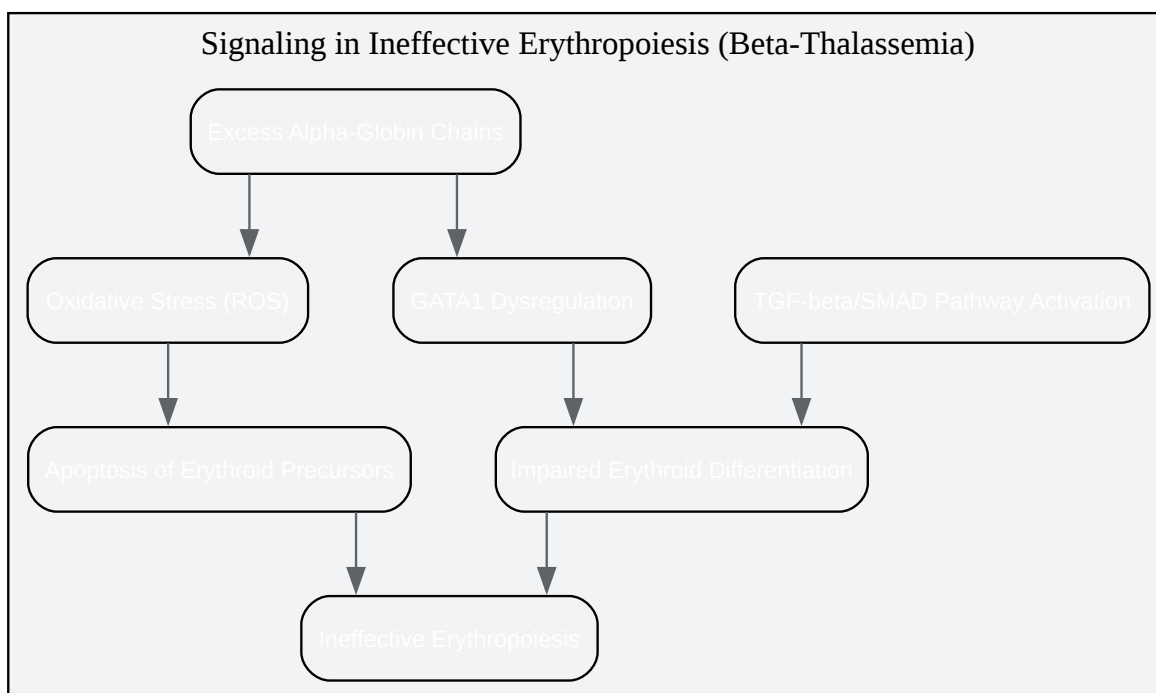 Signaling in Ineffective Erythropoiesis (Beta-Thalassemia)
Excess Alpha-Globin Chains
Oxidative Stress (ROS)
GATA1 Dysregulation
TGF-beta/SMAD Pathway Activation
Apoptosis of Erythroid Precursors
Impaired Erythroid Differentiation
Ineffective Erythropoiesis